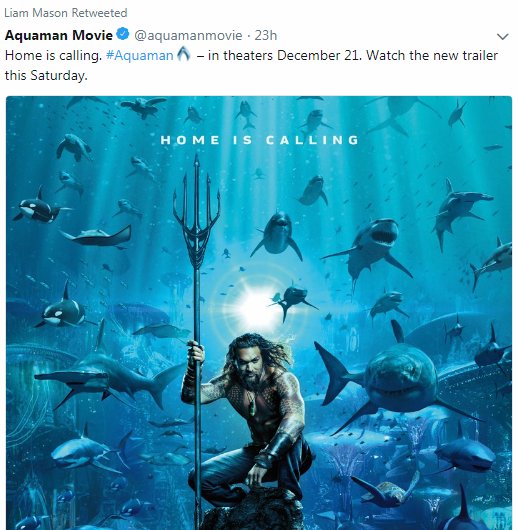 Liam Mason Retweeted
Aquaman Movie @aquamanmovie · 23h
Home is calling. #Aquaman – in theaters December 21. Watch the new trailer
this Saturday.
HOME IS CALLING